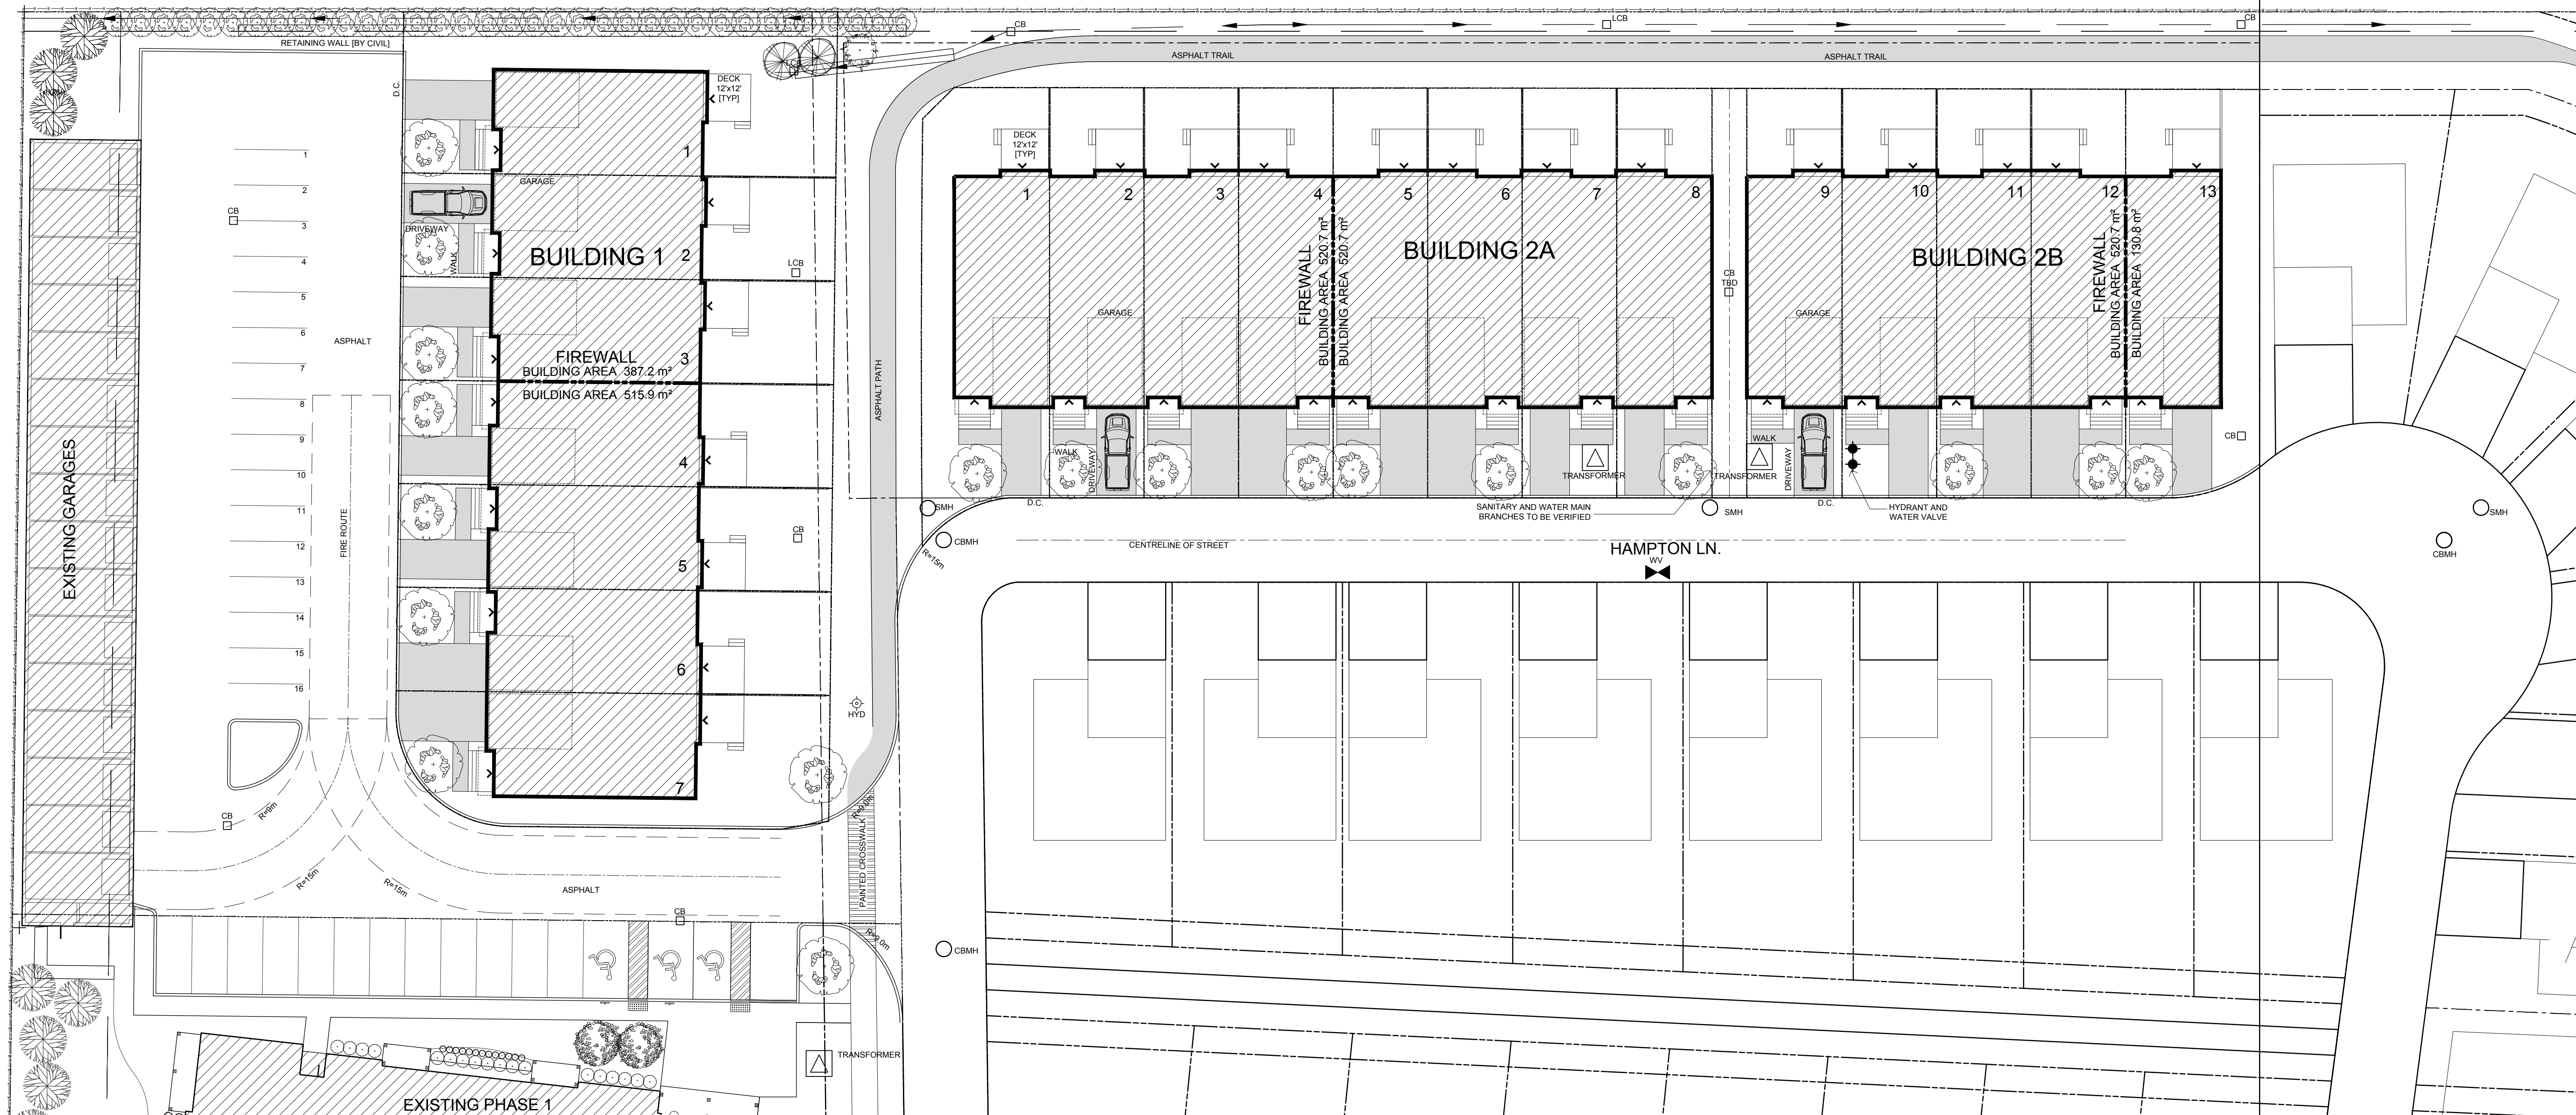 RETAINING WALL [BY CIVIL]
LCB
CB
LCB
CB
ASPHALT TRAIL
ASPHALT TRAIL
D.C.
DECK
12'x12'
[TYP]
1
2
3
4
5
6
7
8
9
10
11
12
13
14
15
16
CB
ASPHALT
FIRE ROUTE
EXISTING GARAGES
DRIVEWAY
WALK
GARAGE
BUILDING 1
1
2
3
FIREWALL
BUILDING AREA 387.2 m²
BUILDING AREA 515.9 m²
4
5
6
7
LCB
CB
HYD
ASPHALT PATH
DECK
12'x12'
[TYP]
1
2
3
4
5
6
7
8
FIREWALL
BUILDING AREA 520.7 m²
BUILDING AREA 520.7 m²
BUILDING 2A
GARAGE
CB
TBD
9
10
11
12
13
BUILDING 2B
FIREWALL
BUILDING AREA 520.7 m²
BUILDING AREA 130.8 m²
GARAGE
WALK
DRIVEWAY
TRANSFORMER
WALK
TRANSFORMER
DRIVEWAY
CB
D.C.
SANITARY AND WATER MAIN
BRANCHES TO BE VERIFIED
D.C.
HYDRANT AND
WATER VALVE
SMH
SMH
SMH
CBMH
CBMH
R=15m
CENTRELINE OF STREET
HAMPTON LN.
WV
CB
R=9m
R=15m
R=15m
ASPHALT
CB
R=9.0m
PAINTED CROSSWALK
R=9.0m
CBMH
TRANSFORMER
EXISTING PHASE 1